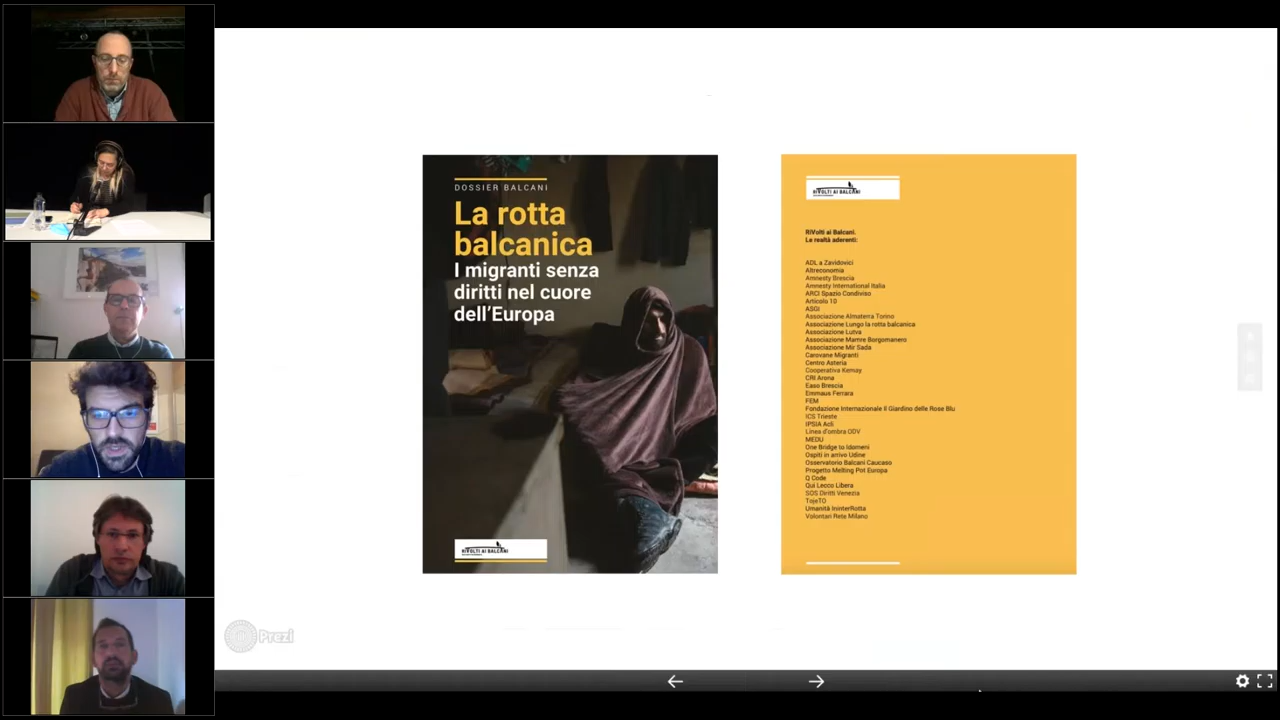 DOSSIER BALCANI
La rotta
balcanica
I migranti senza
diritti nel cuore
dell'Europa
RIVOLTI AI BALCANI
RIVOLTI AI BALCANI
RiVolti ai Balcani.
Le realtà aderenti:
ADL a Zavidovici
Altreconomia
Amnesty Brescia
Amnesty International Italia
ARCI Spazio Condiviso
Articolo 10
ASGI
Associazione Almaterra Torino
Associazione Lungo la rotta balcanica
Associazione Lutva
Associazione Mamre Borgomanero
Associazione Mir Sada
Carovane Migranti
Centro Asteria
Cooperativa Kemay
CRI Arona
Easo Brescia
Emmaus Ferrara
FEM
Fondazione Internazionale Il Giardino delle Rose Blu
ICS Trieste
IPSIA Acli
Linea d'ombra ODV
MEDU
One Bridge to Idomeni
Ospiti in arrivo Udine
Osservatorio Balcani Caucaso
Progetto Melting Pot Europa
Q Code
Qui Lecco Libera
SOS Diritti Venezia
TojeTO
Umanità InInterRotta
Volontari Rete Milano
Prezi